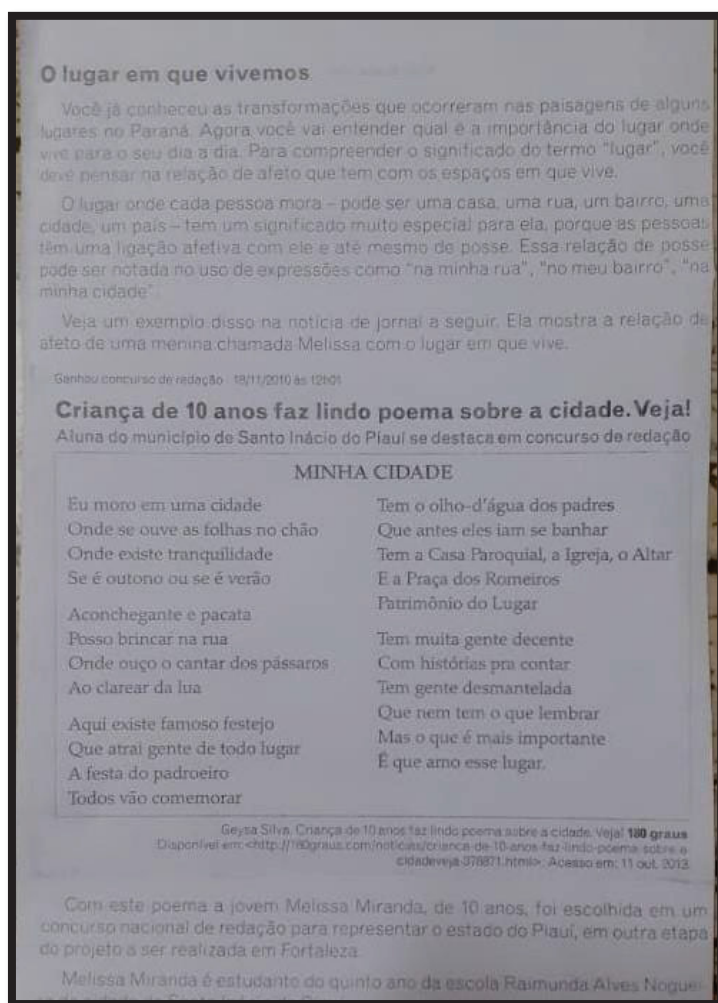 O lugar em que vivemos
Você já conheceu as transformações que ocorreram nas paisagens de alguns
lugares no Paraná. Agora você vai entender qual é a importância do lugar onde
vive para o seu dia a dia. Para compreender o significado do termo “lugar”, você
deve pensar na relação de afeto que tem com os espaços em que vive.
O lugar onde cada pessoa mora – pode ser uma casa, uma rua, um bairro, uma
cidade, um país – tem um significado muito especial para ela, porque as pessoas
têm uma ligação afetiva com ele e até mesmo de posse. Essa relação de posse
pode ser notada no uso de expressões como “na minha rua”, “no meu bairro”, “na
minha cidade”.
Veja um exemplo disso na notícia de jornal a seguir. Ela mostra a relação de
afeto de uma menina chamada Melissa com o lugar em que vive.
Ganhou concurso de redação - 18/11/2010 às 12h01
Criança de 10 anos faz lindo poema sobre a cidade. Veja!
Aluna do município de Santo Inácio do Piauí se destaca em concurso de redação
MINHA CIDADE
Eu moro em uma cidade
Onde se ouve as folhas no chão
Onde existe tranquilidade
Se é outono ou se é verão
Aconchegante e pacata
Posso brincar na rua
Onde ouço o cantar dos pássaros
Ao clarear da lua
Aqui existe famoso festejo
Que atrai gente de todo lugar
A festa do padroeiro
Todos vão comemorar
Tem o olho-d’água dos padres
Que antes eles iam se banhar
Tem a Casa Paroquial, a Igreja, o Altar
E a Praça dos Romeiros
Patrimônio do Lugar
Tem muita gente decente
Com histórias pra contar
Tem gente desmantelada
Que nem tem o que lembrar
Mas o que é mais importante
É que amo esse lugar.
Geysa Silva. Criança de 10 anos faz lindo poema sobre a cidade. Veja! 180 graus
Disponível em: <http://180graus.com/noticias/crianca-de-10-anos-faz-lindo-poema-sobre-a-
cidadeveja-378871.html>. Acesso em: 11 out. 2013.
Com este poema a jovem Melissa Miranda, de 10 anos, foi escolhida em um
concurso nacional de redação para representar o estado do Piauí, em outra etapa
do projeto a ser realizada em Fortaleza.
Melissa Miranda é estudante do quinto ano da escola Raimunda Alves Noguei-